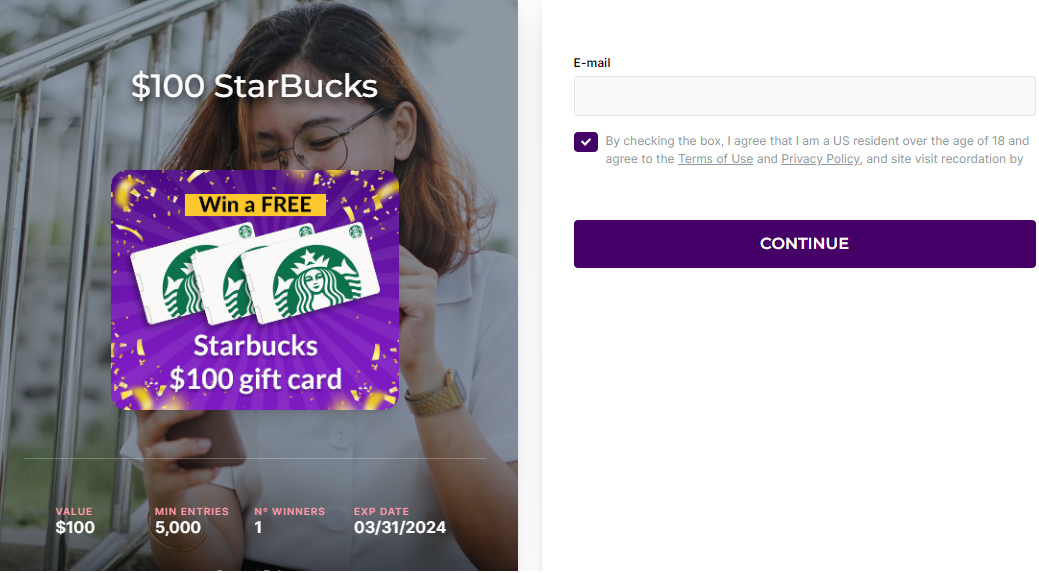 $100 StarBucks
Win a FREE
Starbucks
$100 gift card
VALUE
$100
MIN ENTRIES
5,000
Nº WINNERS
1
EXP DATE
03/31/2024
E-mail
By checking the box, I agree that I am a US resident over the age of 18 and
agree to the Terms of Use and Privacy Policy, and site visit recordation by
CONTINUE